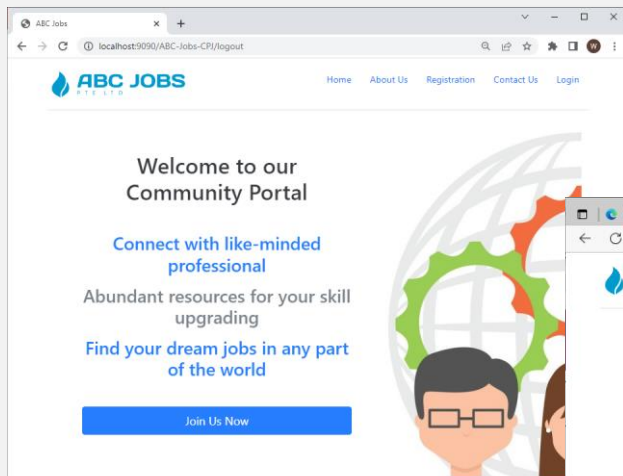 ABC Jobs
localhost:9090/ABC-Jobs-CPJ/logout
W
ABC JOBS
PTE LTD
Home About Us Registration Contact Us Login
Welcome to our
Community Portal
Connect with like-minded
professional
Abundant resources for your skill
upgrading
Find your dream jobs in any part
of the world
Join Us Now